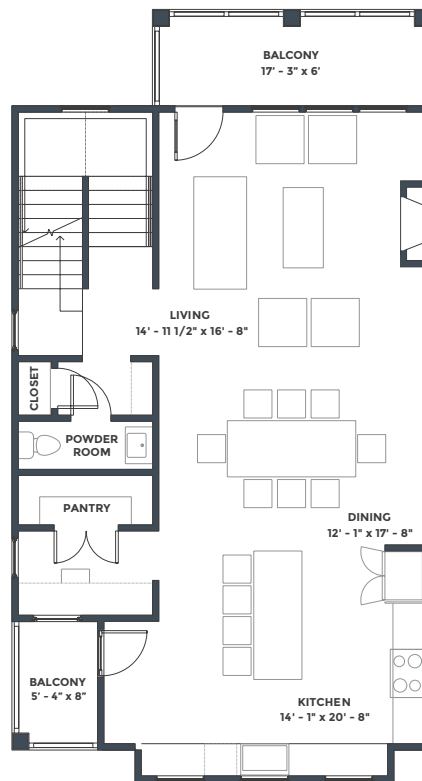 BALCONY
17' - 3" x 6'
LIVING
14' - 11 1/2" x 16' - 8"
CLOSET
POWDER
ROOM
PANTRY
DINING
12' - 1" x 17' - 8"
BALCONY
5' - 4" x 8"
KITCHEN
14' - 1" x 20' - 8"